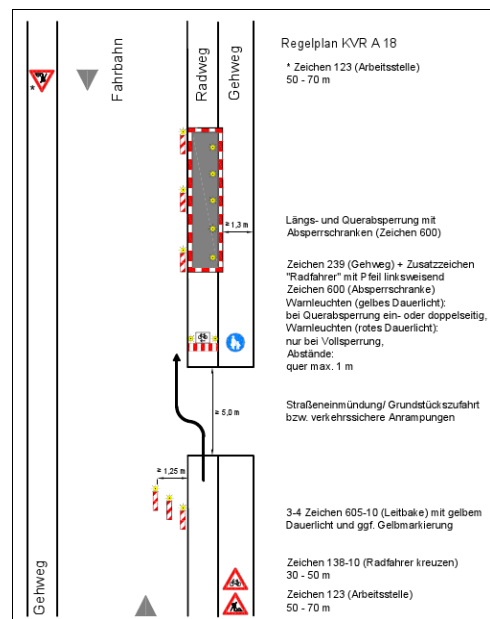 Regelplan KVR A 18
* Zeichen 123 (Arbeitsstelle)
50 - 70 m
Fahrbahn
Radweg
Gehweg
*
≥ 1,3 m
Längs- und Querabsperrung mit
Absperrschranken (Zeichen 600)
Zeichen 239 (Gehweg) + Zusatzzeichen
"Radfahrer" mit Pfeil linksweisend
Zeichen 600 (Absperrschranke)
Warnleuchten (gelbes Dauerlicht):
bei Querabsperrung ein- oder doppelseitig,
Warnleuchten (rotes Dauerlicht):
nur bei Vollsperrung,
Abstände:
quer max. 1 m
≥ 5,0 m
Straßeneinmündung/ Grundstückszufahrt
bzw. verkehrssichere Anrampungen
≥ 1,25 m
3-4 Zeichen 605-10 (Leitbake) mit gelbem
Dauerlicht und ggf. Gelbmarkierung
Zeichen 138-10 (Radfahrer kreuzen)
30 - 50 m
Zeichen 123 (Arbeitsstelle)
50 - 70 m
Gehweg